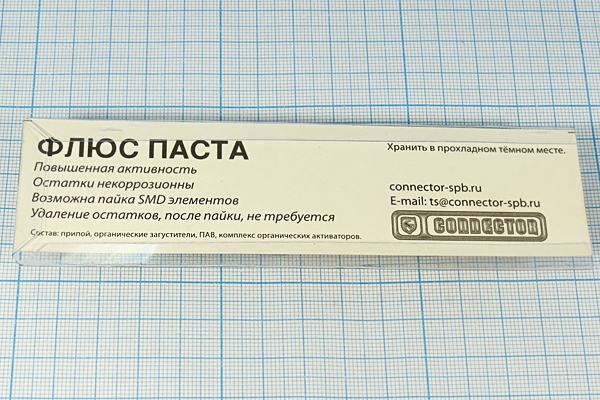 ФЛЮС ПАСТА
Повышенная активность
Остатки некоррозионны
Возможна пайка SMD элементов
Удаление остатков, после пайки, не требуется
Состав: припой, органические загустители, ПАВ, комплекс органических активаторов.
Хранить в прохладном тёмном месте.
connector-spb.ru
E-mail: ts@connector-spb.ru
CONNECTOR